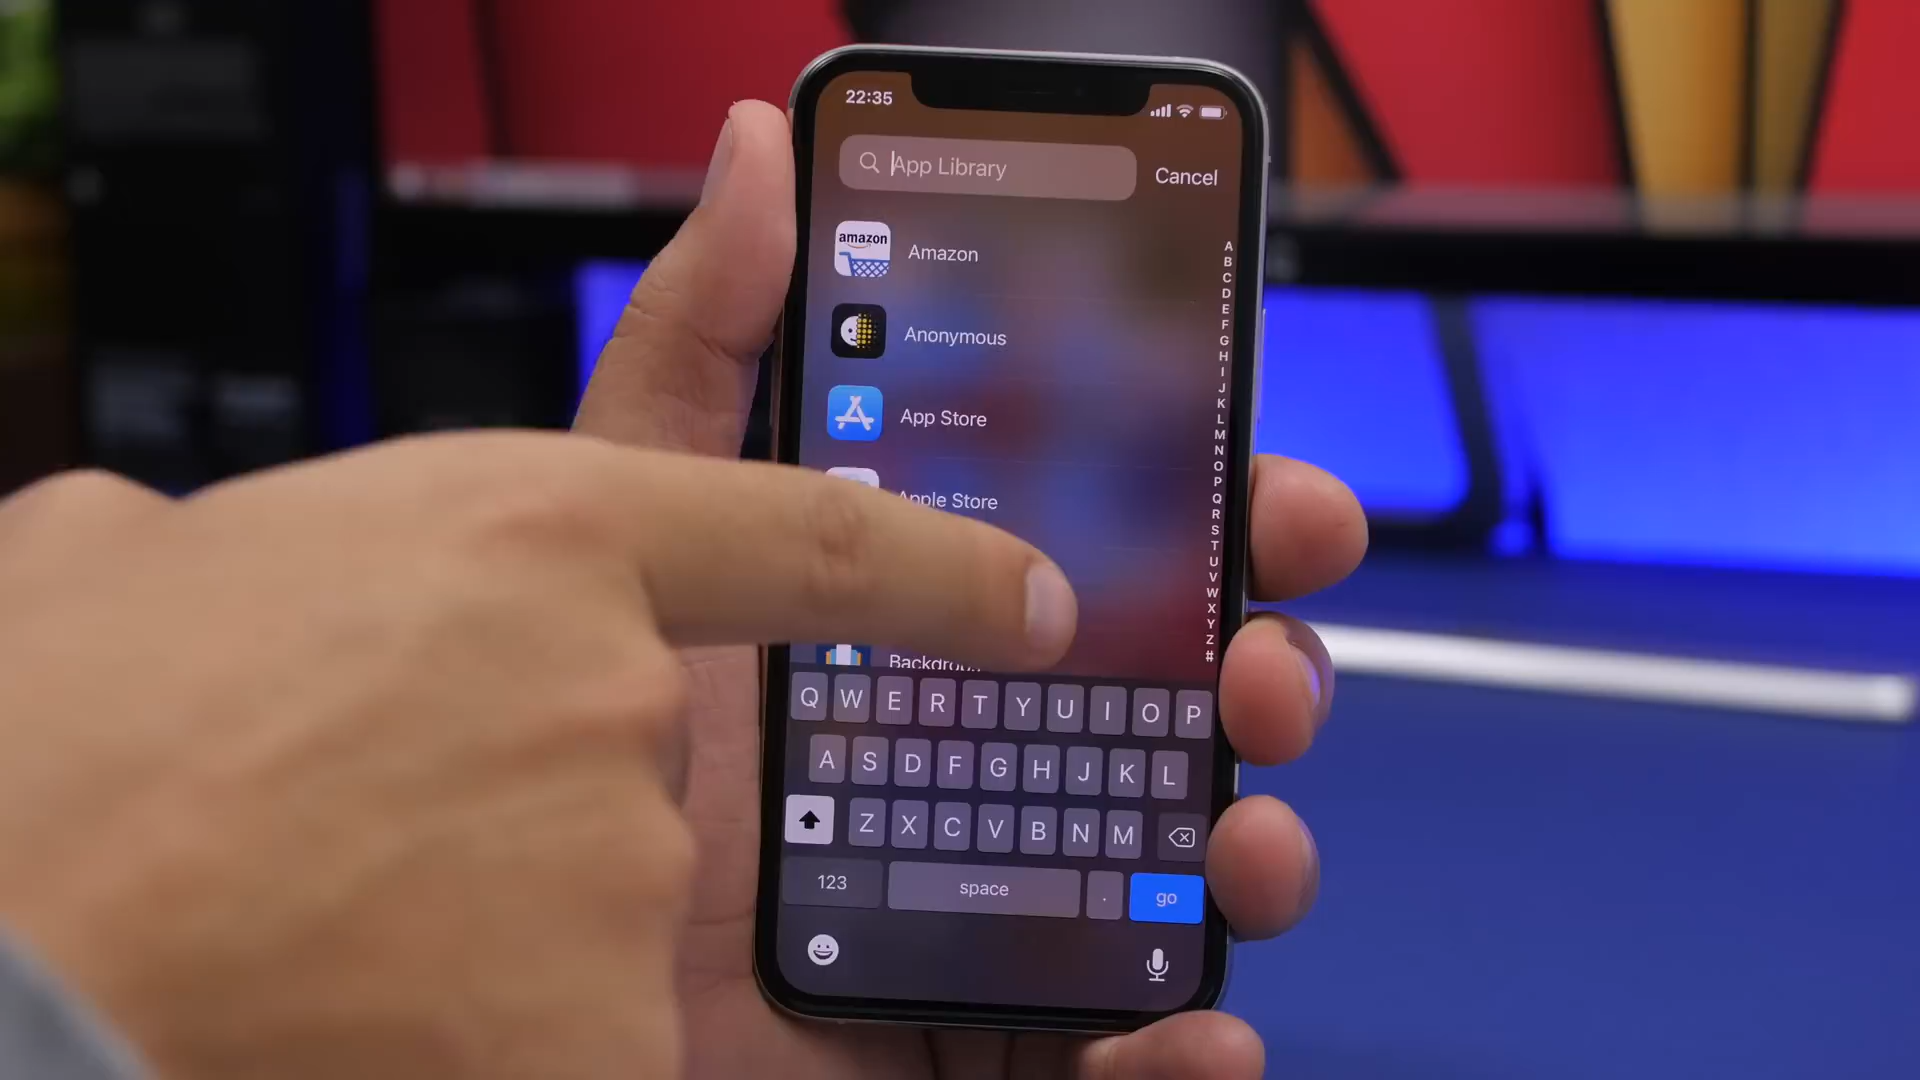 22:35
App Library
Cancel
amazon
Amazon
Anonymous
App Store
Apple Store
A
B
C
D
E
F
G
H
I
J
K
L
M
N
O
P
Q
R
S
T
U
V
W
X
Y
Z
#
Q W E R T Y U I O P
A S D F G H J K L
Z X C V B N M
123 space . go